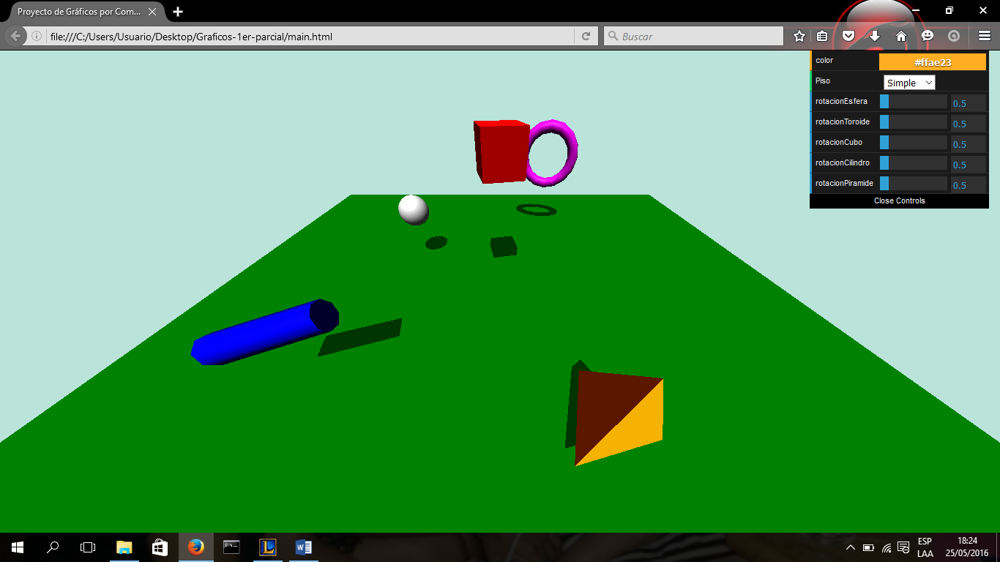 Proyecto de Gráficos por Com...
file:///C:/Users/Usuario/Desktop/Graficos-1er-parcial/main.html
Buscar
color #ffae23
Piso Simple
rotacionEsfera 0.5
rotacionToroide 0.5
rotacionCubo 0.5
rotacionCilindro 0.5
rotacionPiramide 0.5
Close Controls
ESP 18:24
LAA 25/05/2016